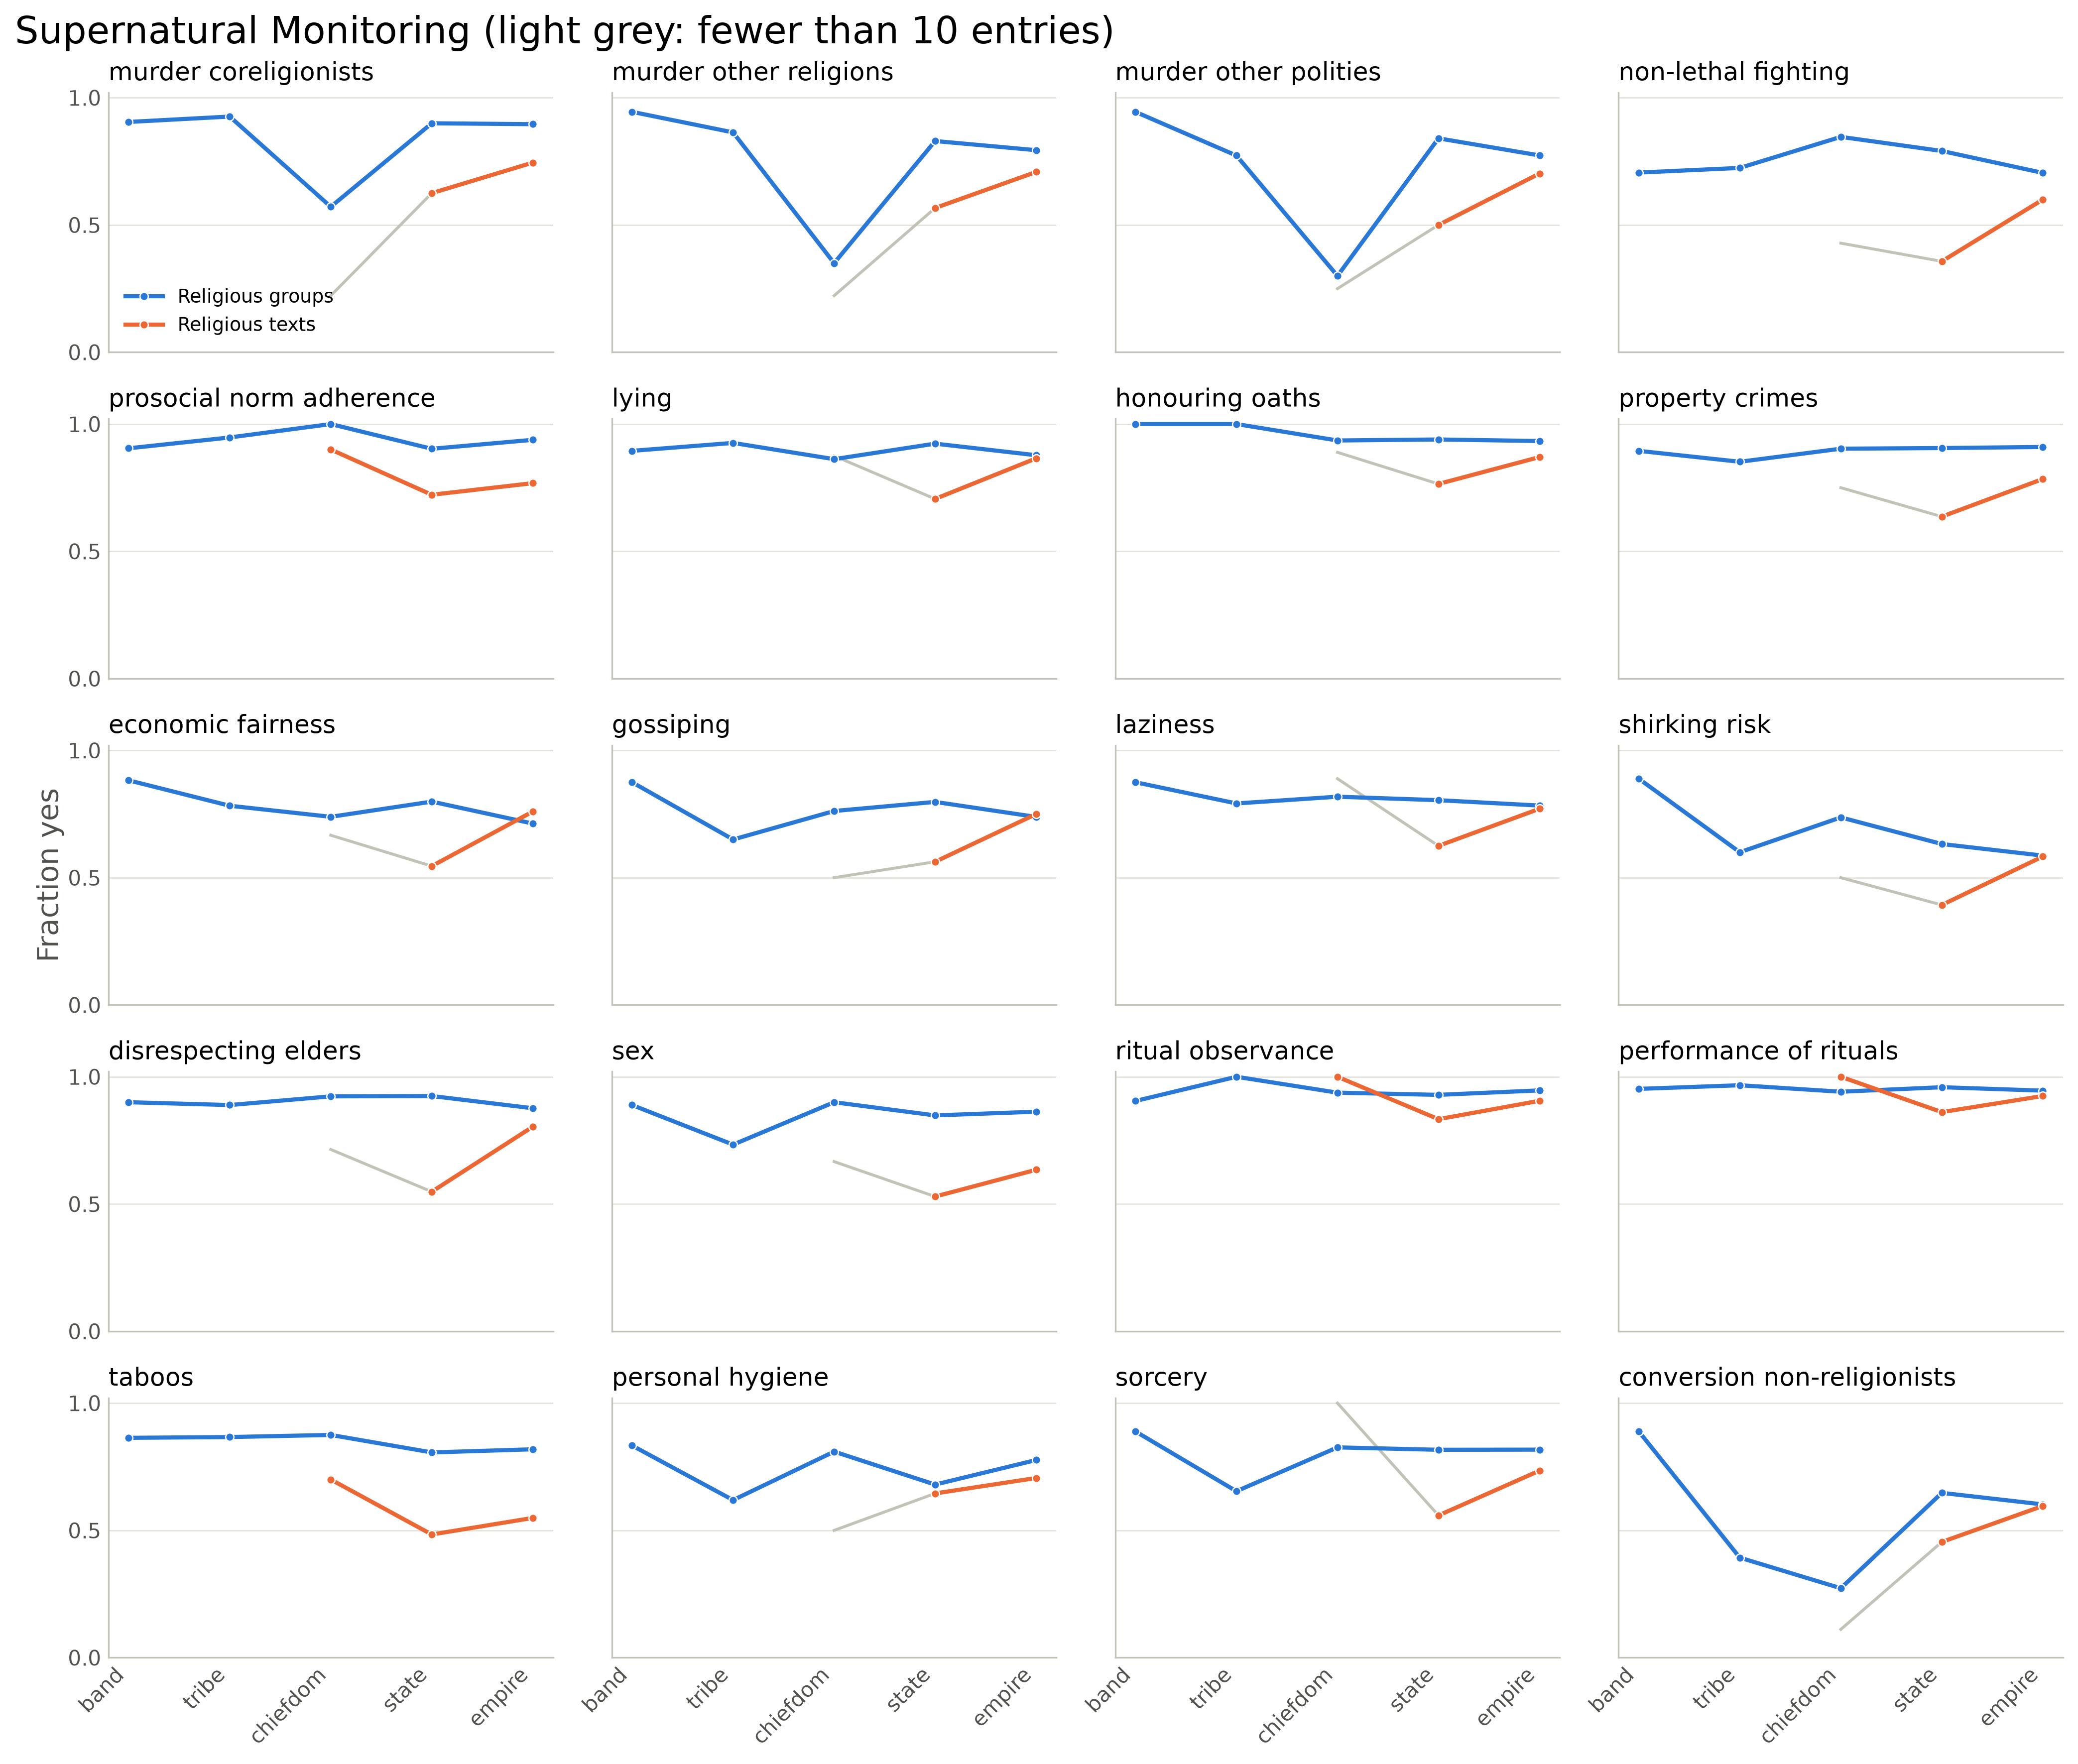 Supernatural Monitoring (light grey: fewer than 10 entries)
murder coreligionists
murder other religions
murder other polities
non-lethal fighting
1.0
0.5
0.0
Religious groups
Religious texts
prosocial norm adherence
lying
honouring oaths
property crimes
1.0
0.5
0.0
economic fairness
gossiping
laziness
shirking risk
1.0
0.5
0.0
Fraction yes
disrespecting elders
sex
ritual observance
performance of rituals
1.0
0.5
0.0
taboos
personal hygiene
sorcery
conversion non-religionists
1.0
0.5
0.0
band
tribe
chiefdom
state
empire
band
tribe
chiefdom
state
empire
band
tribe
chiefdom
state
empire
band
tribe
chiefdom
state
empire